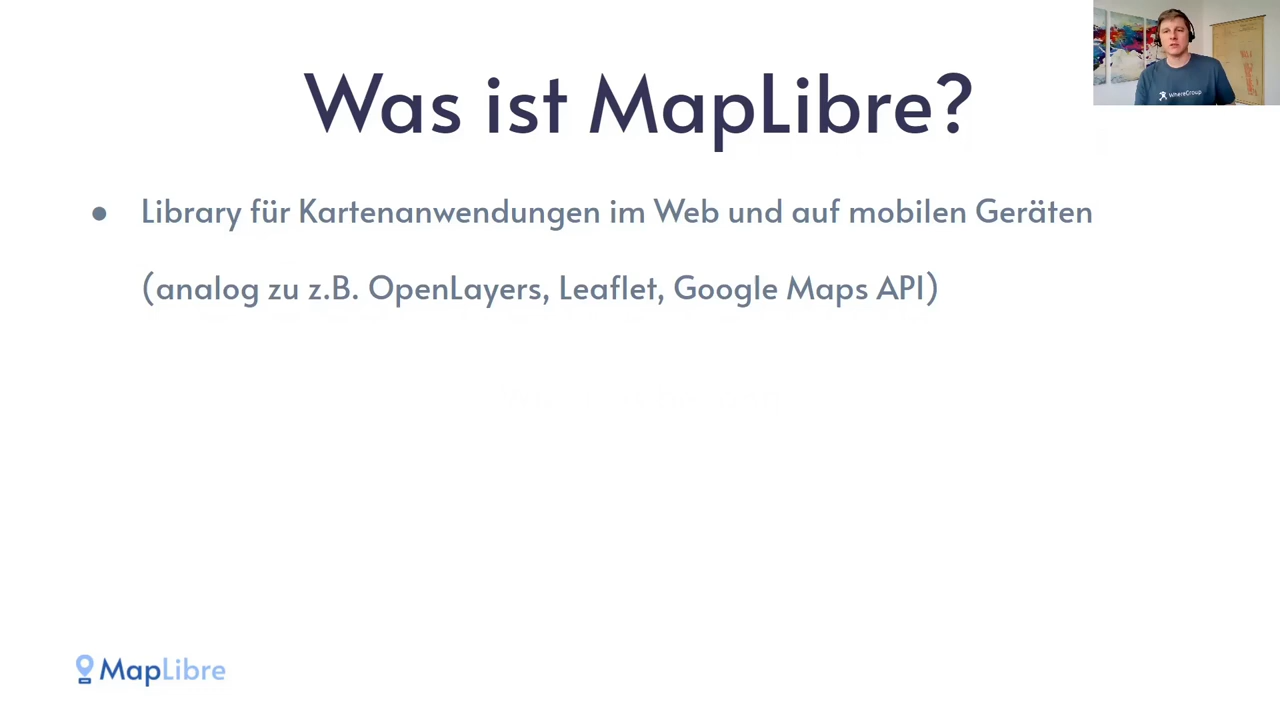 Was ist MapLibre?
WhereGroup
● Library für Kartenanwendungen im Web und auf mobilen Geräten
(analog zu z.B. OpenLayers, Leaflet, Google Maps API)
MapLibre